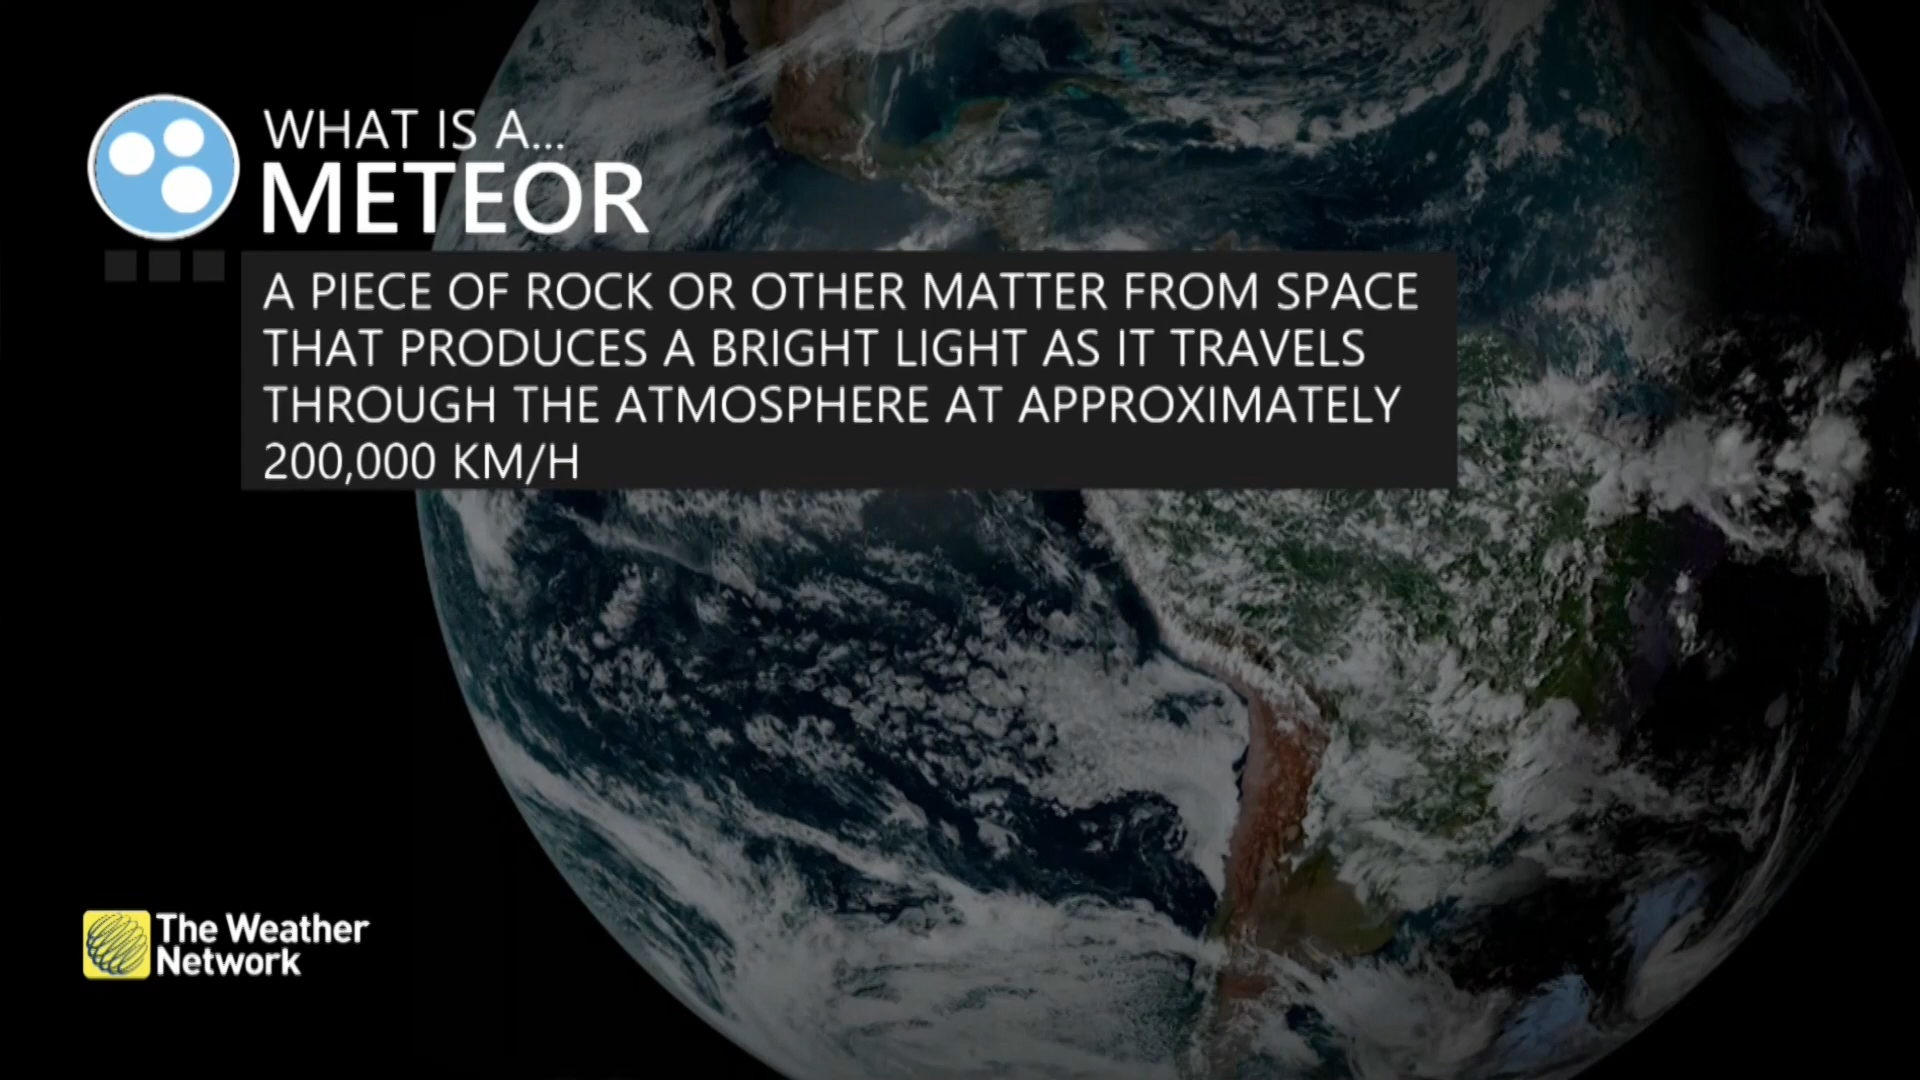 WHAT IS A...
METEOR
A PIECE OF ROCK OR OTHER MATTER FROM SPACE
THAT PRODUCES A BRIGHT LIGHT AS IT TRAVELS
THROUGH THE ATMOSPHERE AT APPROXIMATELY
200,000 KM/H
The Weather
Network